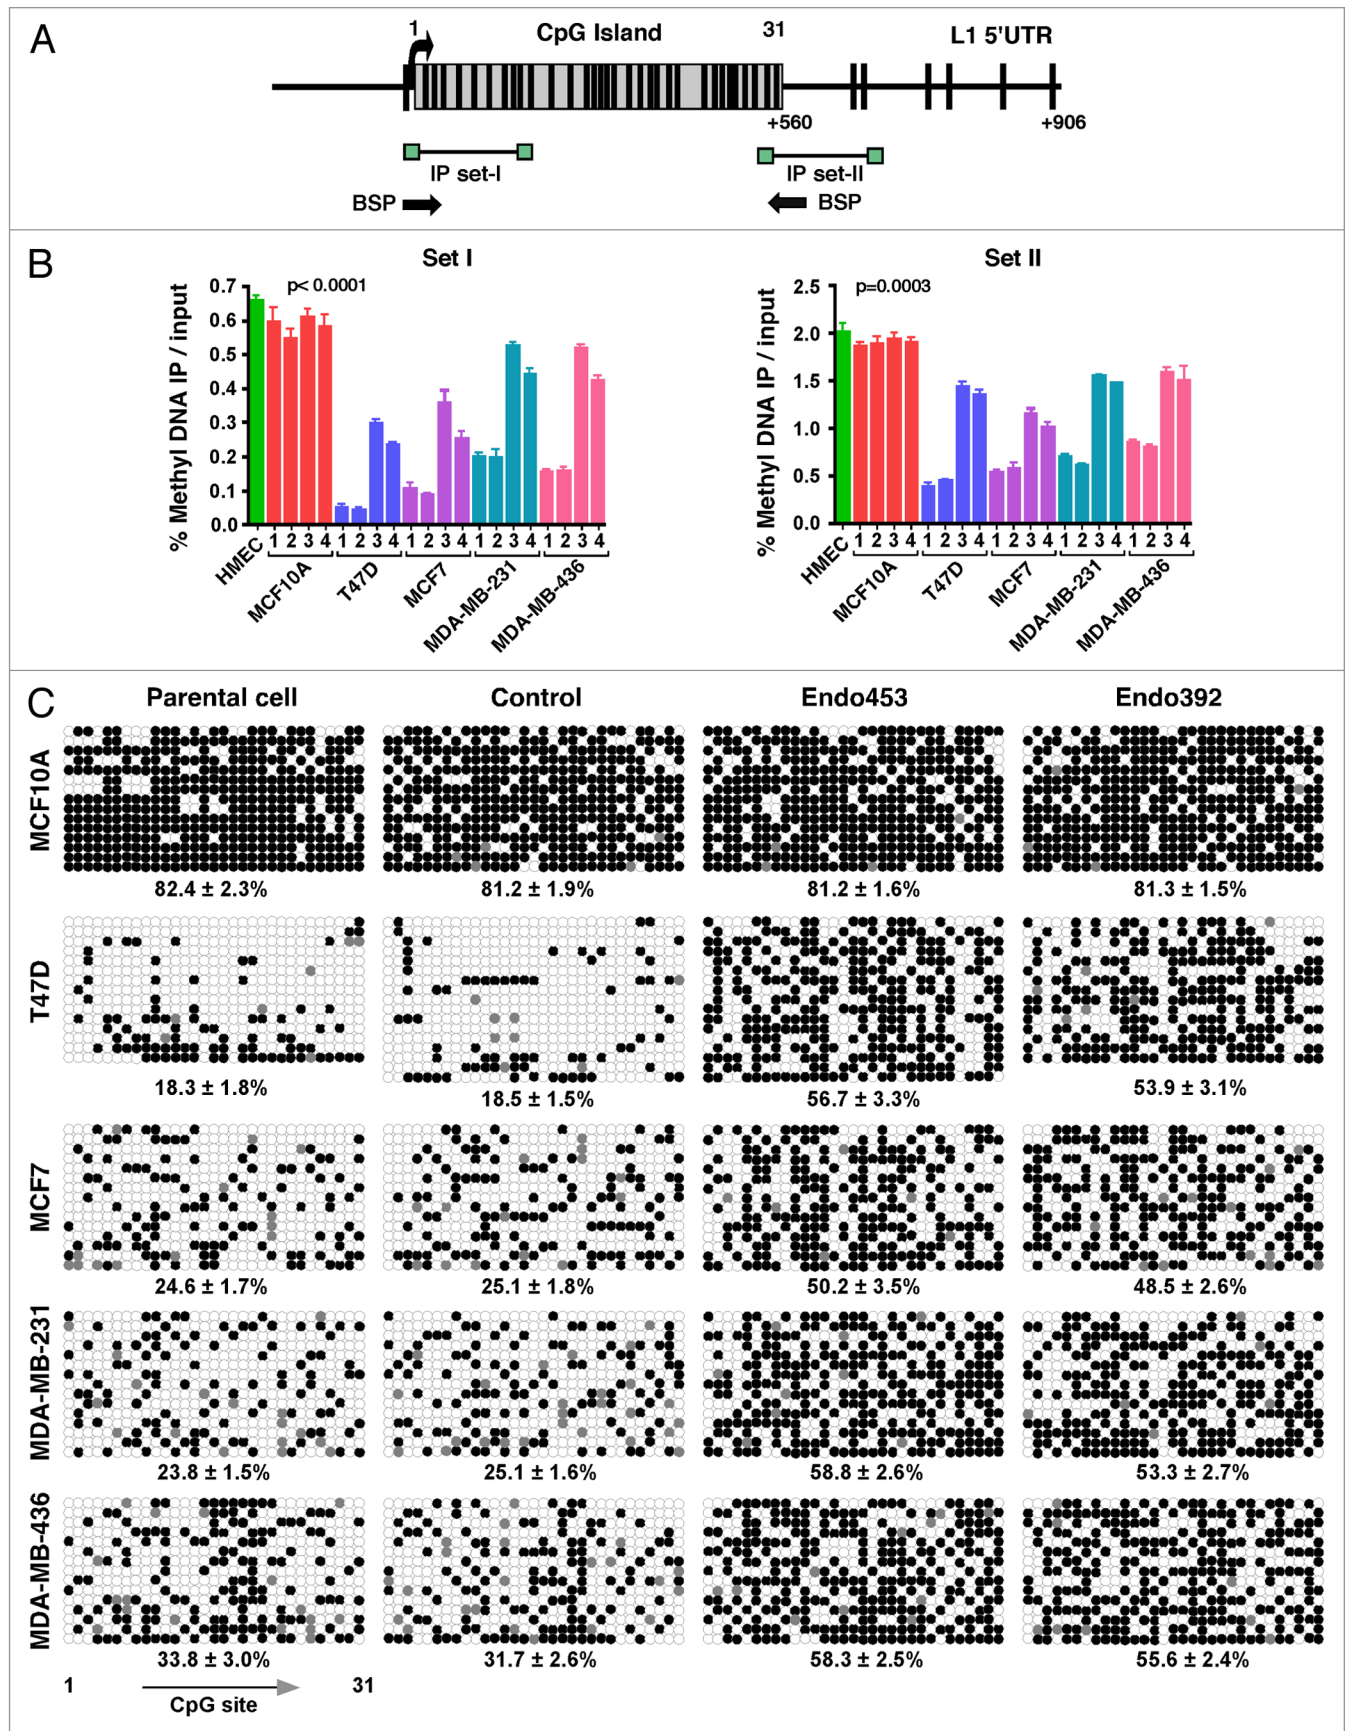 A
1 CpG Island 31 L1 5'UTR
+560 +906
IP set-I IP set-II
BSP BSP
B
Set I
p< 0.0001
% Methyl DNA IP / input
0.7
0.6
0.5
0.4
0.3
0.2
0.1
0.0
1 2 3 4 1 2 3 4 1 2 3 4 1 2 3 4 1 2 3 4
HMEC
MCF10A
T47D
MCF7
MDA-MB-231
MDA-MB-436
Set II
p=0.0003
% Methyl DNA IP / input
2.5
2.0
1.5
1.0
0.5
0.0
1 2 3 4 1 2 3 4 1 2 3 4 1 2 3 4 1 2 3 4
HMEC
MCF10A
T47D
MCF7
MDA-MB-231
MDA-MB-436
C
Parental cell Control Endo453 Endo392
MCF10A
82.4 ± 2.3% 81.2 ± 1.9% 81.2 ± 1.6% 81.3 ± 1.5%
T47D
18.3 ± 1.8% 18.5 ± 1.5% 56.7 ± 3.3% 53.9 ± 3.1%
MCF7
24.6 ± 1.7% 25.1 ± 1.8% 50.2 ± 3.5% 48.5 ± 2.6%
MDA-MB-231
23.8 ± 1.5% 25.1 ± 1.6% 58.8 ± 2.6% 53.3 ± 2.7%
MDA-MB-436
33.8 ± 3.0% 31.7 ± 2.6% 58.3 ± 2.5% 55.6 ± 2.4%
1 31
CpG site